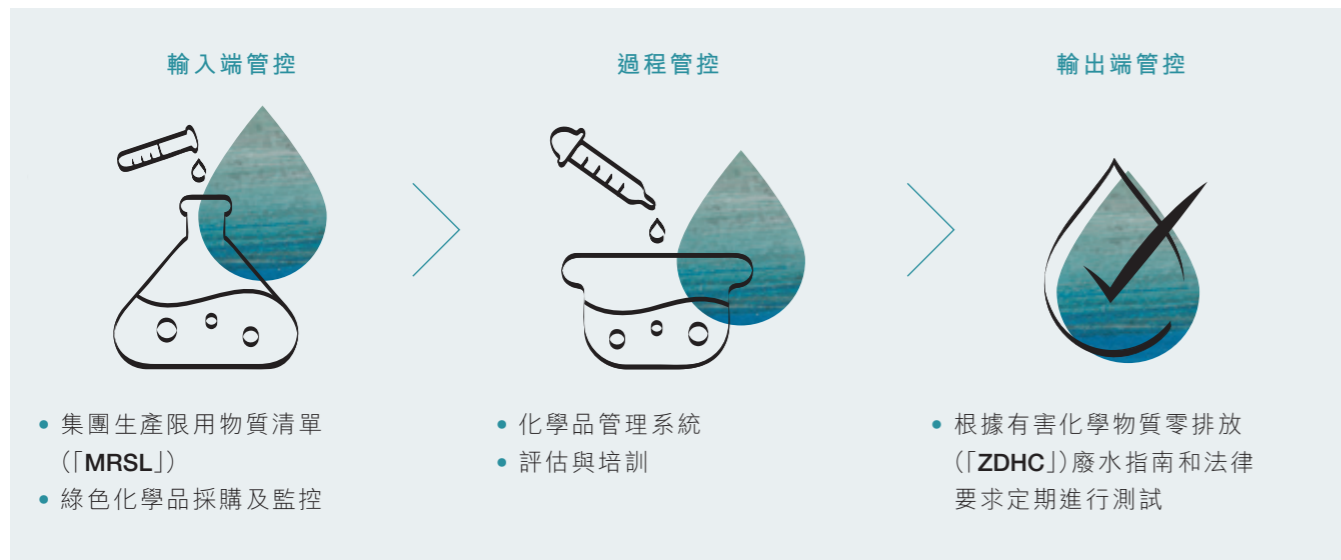 輸入端管控
過程管控
輸出端管控
• 集團生產限用物質清單
(「MRSL」)
• 綠色化學品採購及監控
• 化學品管理系統
• 評估與培訓
• 根據有害化學物質零排放
(「ZDHC」)廢水指南和法律
要求定期進行測試